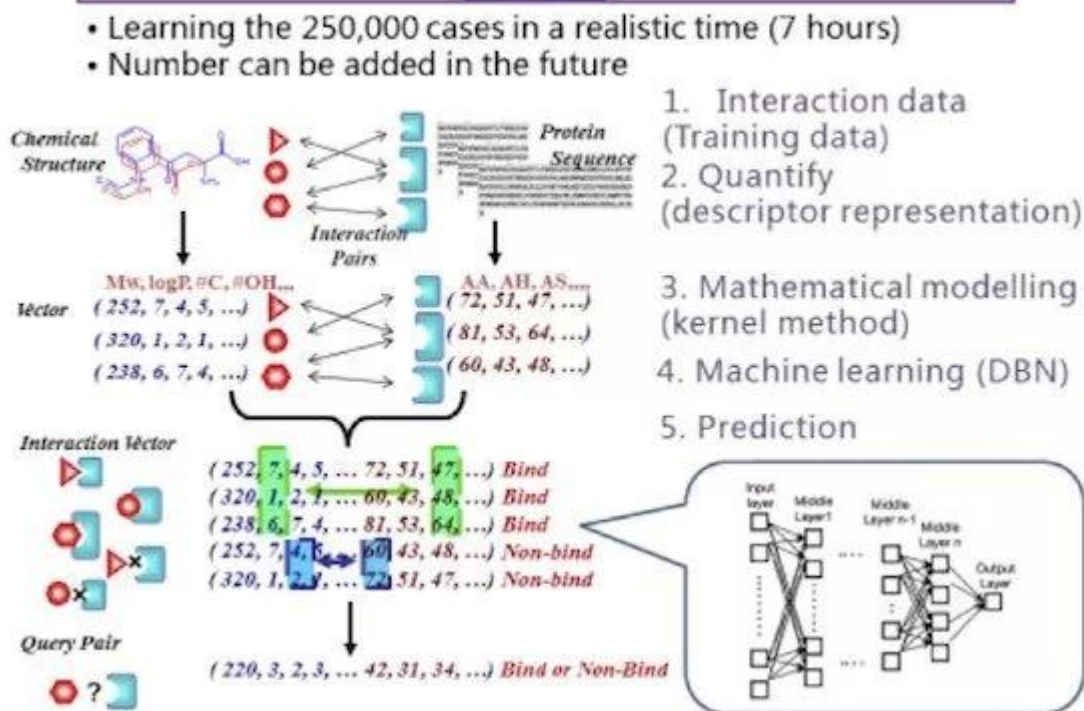 • Learning the 250,000 cases in a realistic time (7 hours)
• Number can be added in the future
Chemical Structure
Protein Sequence
Interaction Pairs
1. Interaction data
(Training data)
2. Quantify
(descriptor representation)
3. Mathematical modelling
(kernel method)
4. Machine learning (DBN)
5. Prediction
Mw, logP, #C, #OH,,,
AA, AH, AS,,,,
Vector
( 252, 7, 4, 5, …)
( 72, 51, 47, …)
( 320, 1, 2, 1, …)
( 81, 53, 64, …)
( 238, 6, 7, 4, …)
( 60, 43, 48, …)
Interaction Vector
( 252, 7, 4, 5, … 72, 51, 47, …) Bind
( 320, 1, 2, 1, … 60, 43, 48, …) Bind
( 238, 6, 7, 4, … 81, 53, 64, …) Bind
( 252, 7, 4, 5, … 60, 43, 48, …) Non-bind
( 320, 1, 2, 1, … 72, 51, 47, …) Non-bind
Query Pair
?
( 220, 3, 2, 3, … 42, 31, 34, …) Bind or Non-Bind
Input layer
Middle Layer1
Middle Layer n-1
Middle Layer n
Output Layer